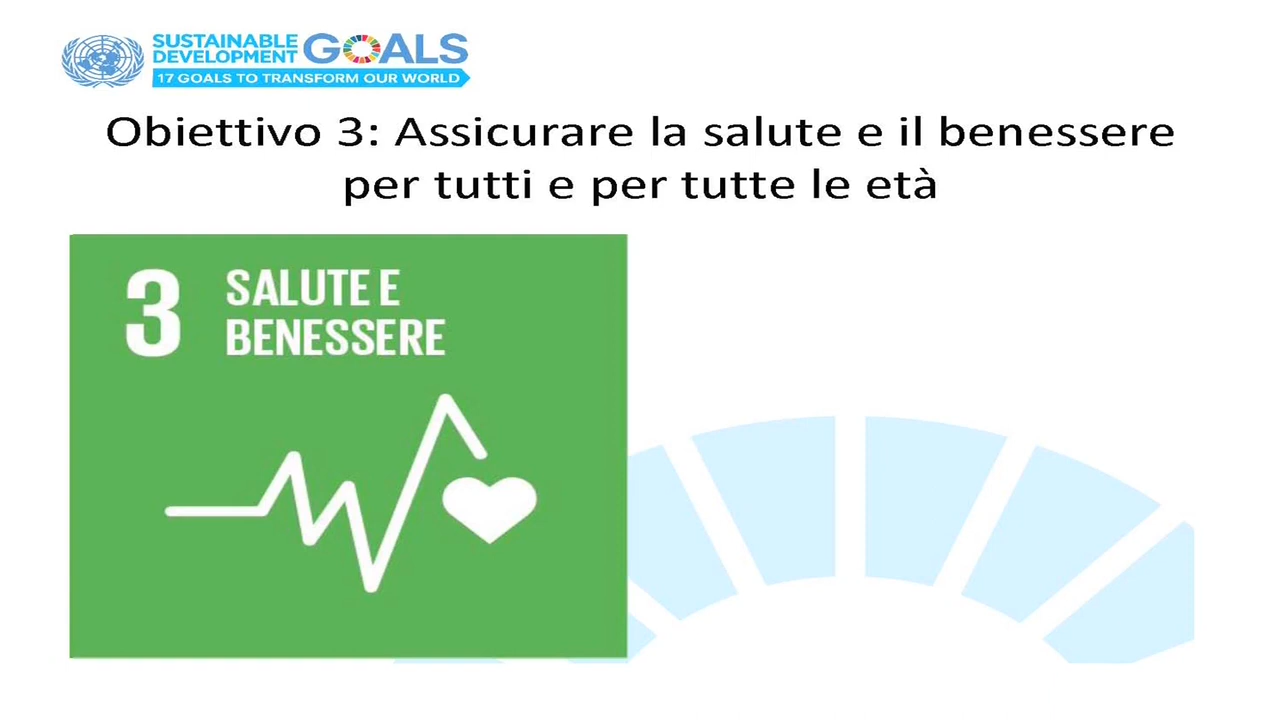 SUSTAINABLE
DEVELOPMENT GOALS
17 GOALS TO TRANSFORM OUR WORLD
Obiettivo 3: Assicurare la salute e il benessere
per tutti e per tutte le età
3 SALUTE E
BENESSERE